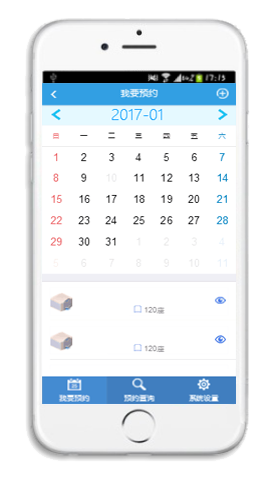 17:15
我要预约
2017-01
日 一 二 三 四 五 六
1 2 3 4 5 6 7
8 9 10 11 12 13 14
15 16 17 18 19 20 21
22 23 24 25 26 27 28
29 30 31 1 2 3 4
5 6 7 8 9 10 11
120座
120座
我要预约 预约查询 系统设置